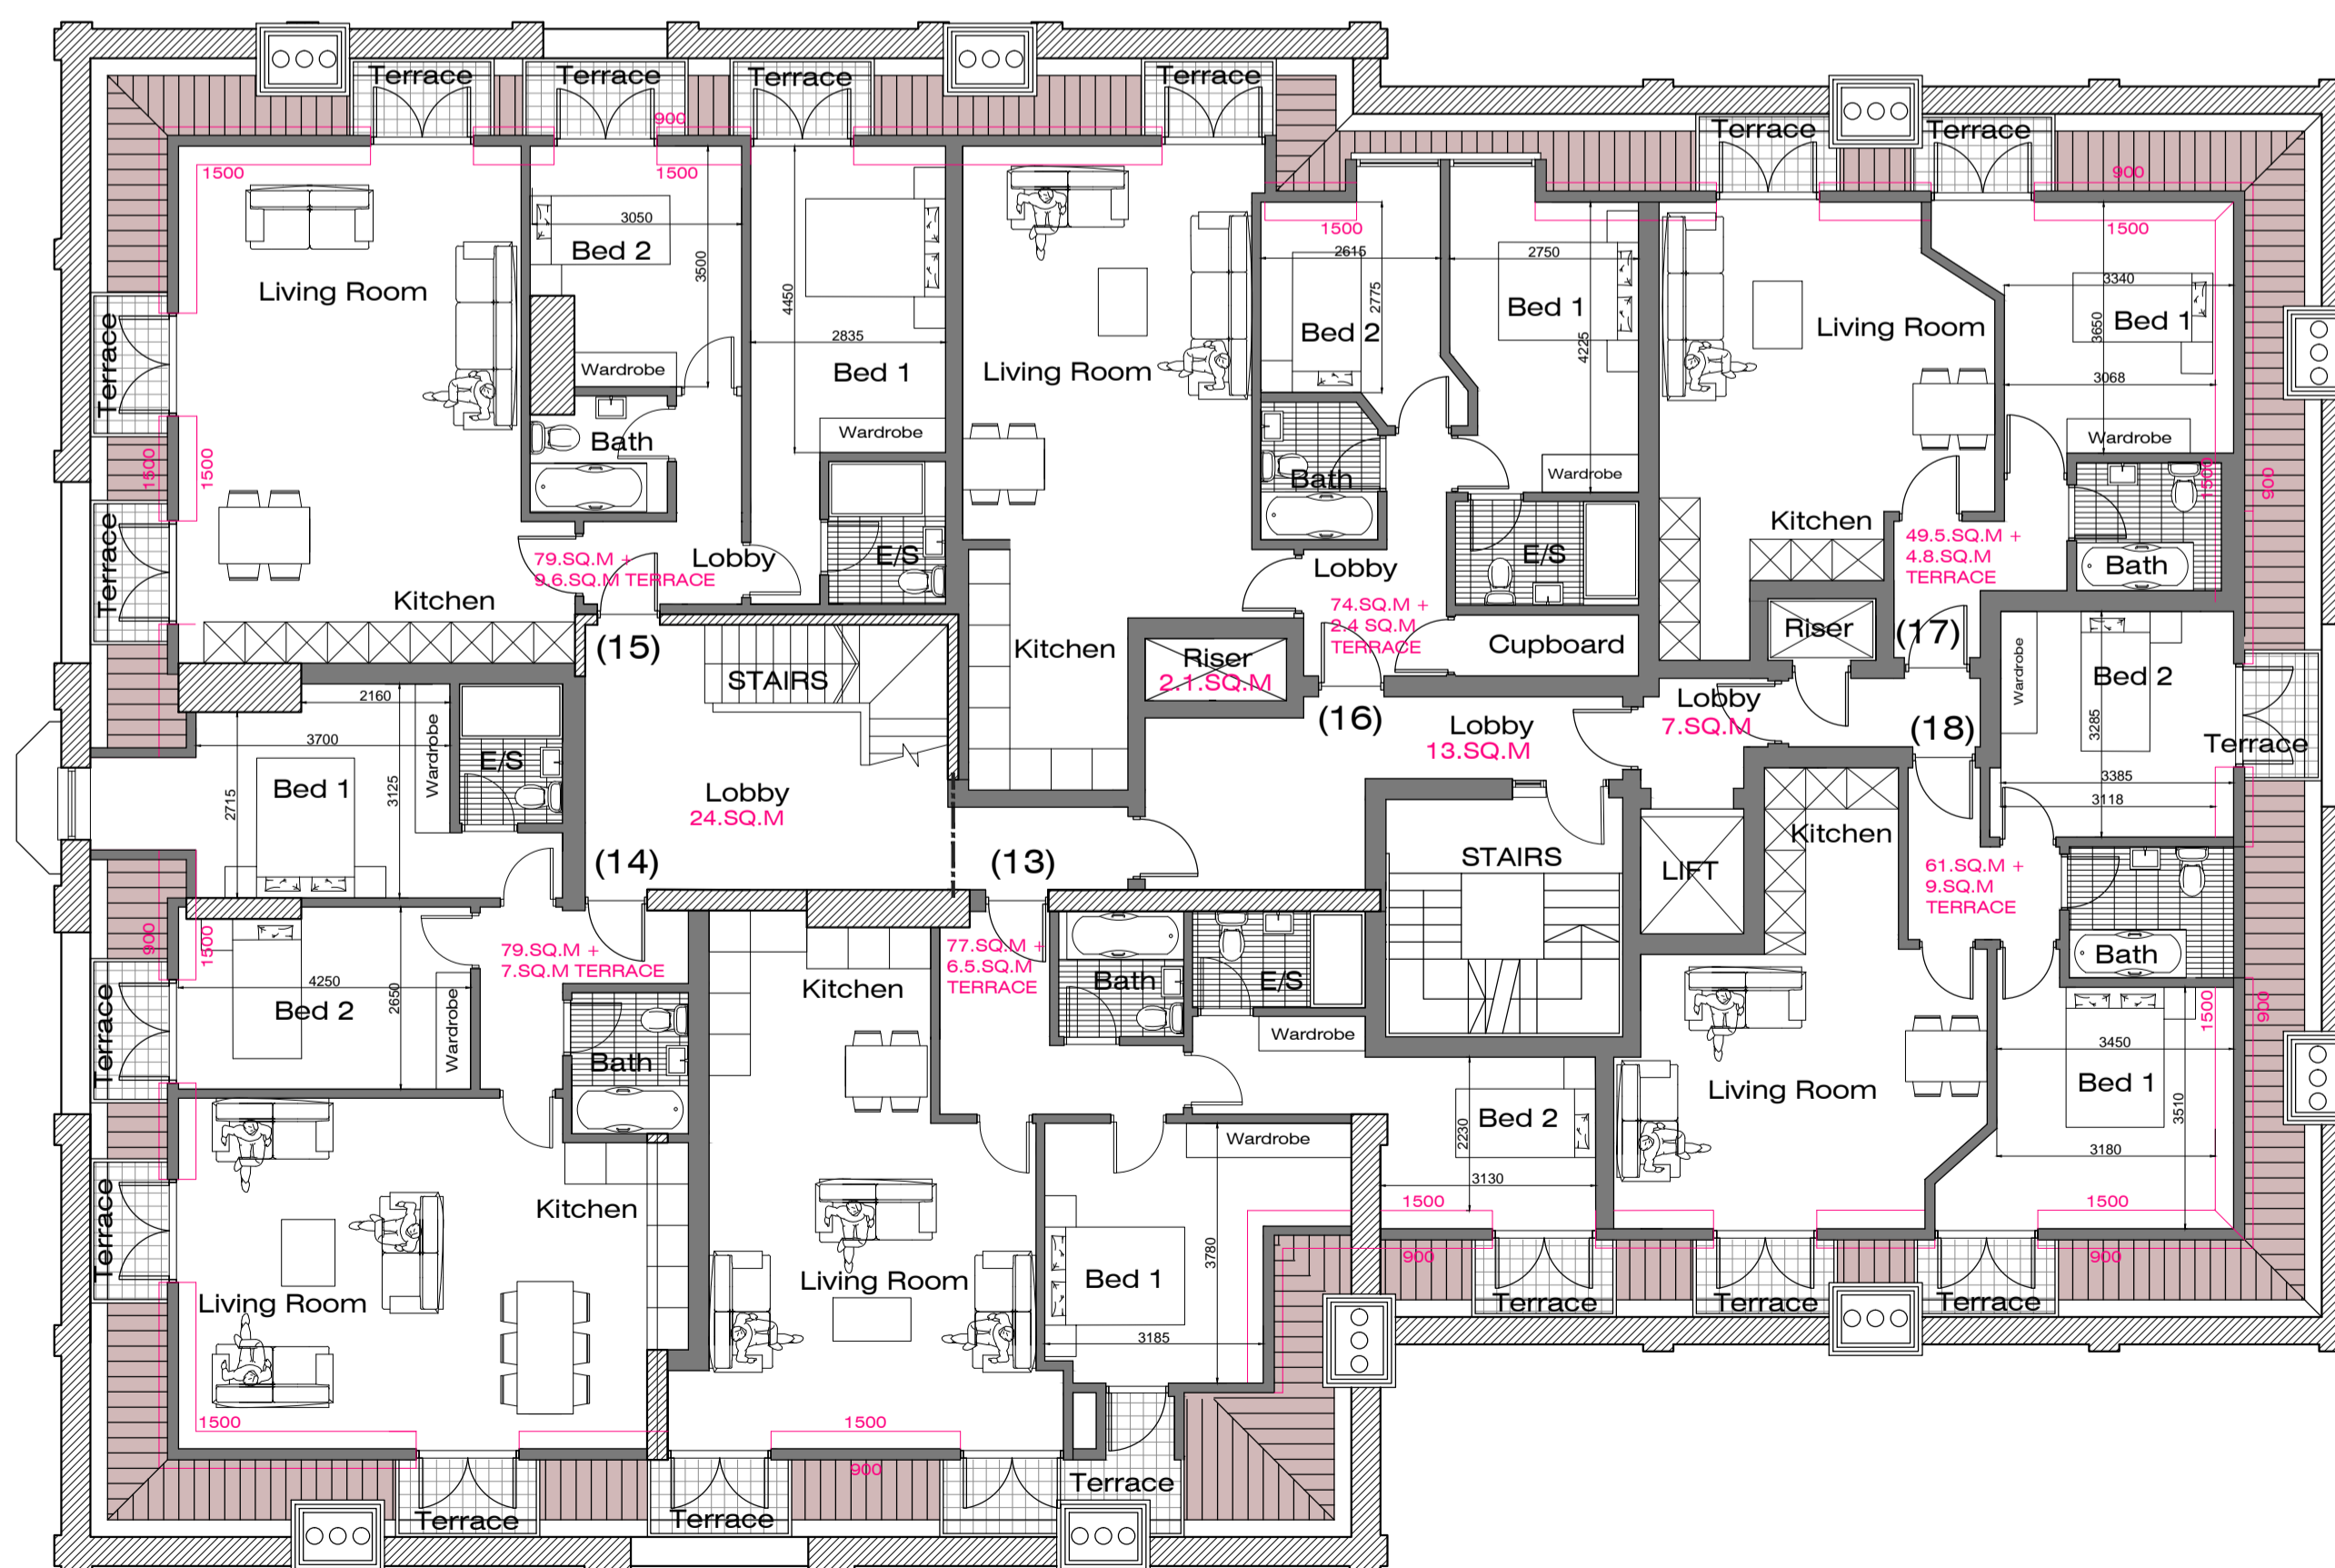 Terrace
Terrace
Terrace
Terrace
Terrace
Terrace
900
1500
1500
900
1500
1500
3050
Bed 2
3500
Living Room
4450
2835
Bed 1
Wardrobe
Wardrobe
Bath
Living Room
2615
2775
Bed 2
2750
Bed 1
4225
Wardrobe
Living Room
3340
3650
Bed 1
3068
Wardrobe
Terrace
Terrace
1500
1500
1500
900
Kitchen
79.SQ.M +
9.6.SQ.M TERRACE
Lobby
E/S
Bath
Lobby
E/S
Kitchen
49.5.SQ.M +
4.8.SQ.M
TERRACE
Bath
Kitchen
74.SQ.M +
2.4 SQ.M
TERRACE
Cupboard
Riser
(17)
(15)
STAIRS
Riser
2.1.SQ.M
(16)
Lobby
13.SQ.M
Lobby
7.SQ.M
(18)
Wardrobe
Bed 2
3285
3385
3118
Terrace
2160
3700
Wardrobe
E/S
Bed 1
2715
3125
Lobby
24.SQ.M
(14)
(13)
STAIRS
LIFT
Kitchen
61.SQ.M +
9.SQ.M
TERRACE
Bath
900
1500
4250
Bed 2
2650
Wardrobe
79.SQ.M +
7.SQ.M TERRACE
Bath
Kitchen
77.SQ.M +
6.5.SQ.M
TERRACE
Bath
E/S
Wardrobe
1500
900
3450
Bed 1
3510
3180
Terrace
Terrace
Kitchen
Living Room
Living Room
Wardrobe
Bed 1
3780
3185
Bed 2
2230
3130
Living Room
1500
900
1500
900
Terrace
Terrace
Terrace
1500
1500
900
Terrace
Terrace
Terrace